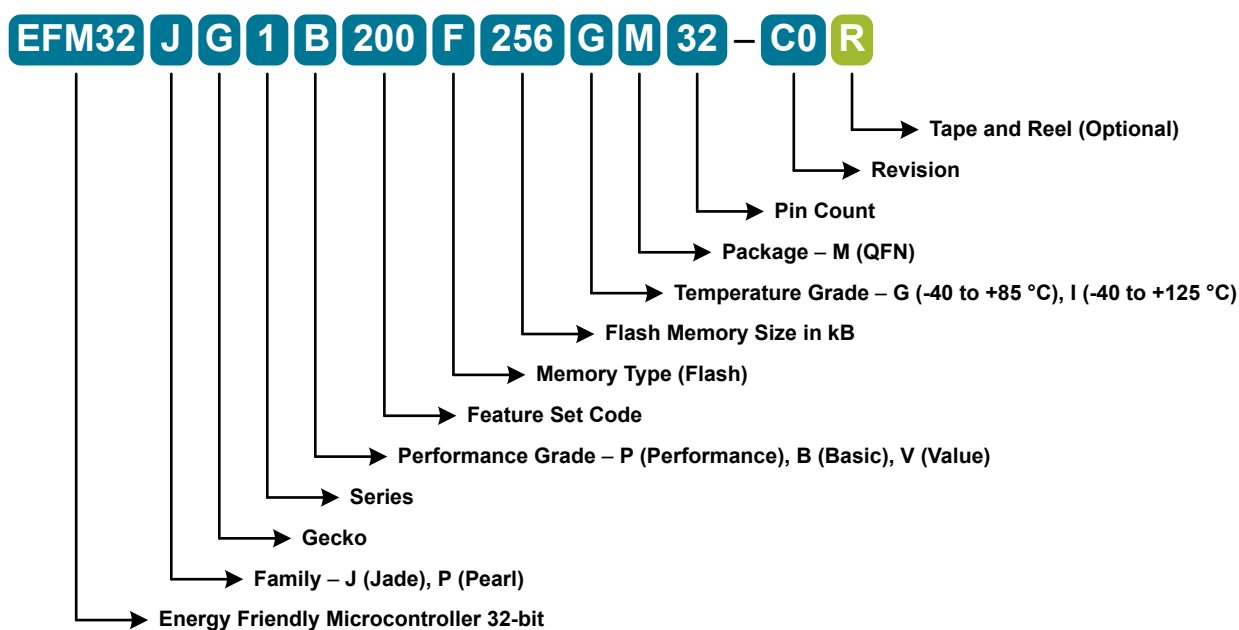 EFM32 J G 1 B 200 F 256 G M 32 – C0 R
Tape and Reel (Optional)
Revision
Pin Count
Package – M (QFN)
Temperature Grade – G (-40 to +85 °C), I (-40 to +125 °C)
Flash Memory Size in kB
Memory Type (Flash)
Feature Set Code
Performance Grade – P (Performance), B (Basic), V (Value)
Series
Gecko
Family – J (Jade), P (Pearl)
Energy Friendly Microcontroller 32-bit